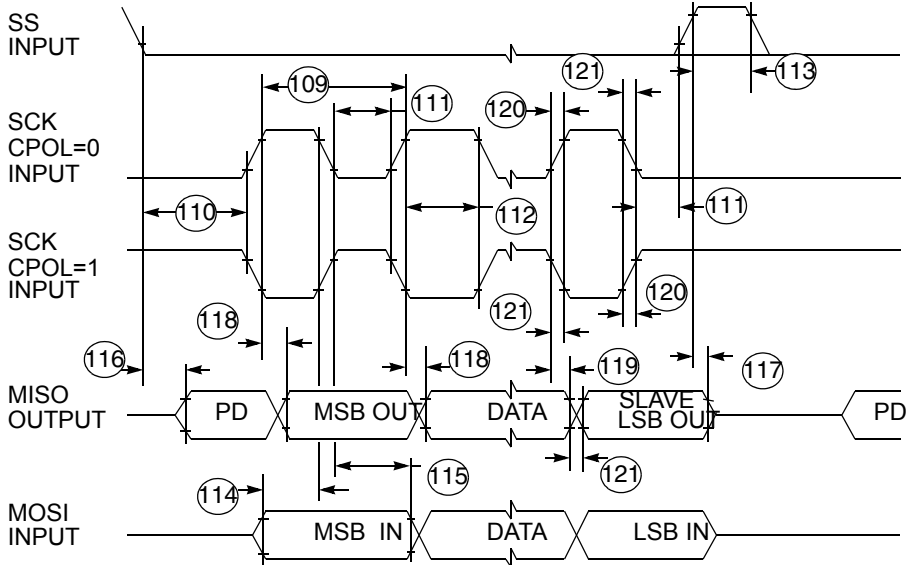 SS
INPUT
121
113
109
111
120
SCK
CPOL=0
INPUT
110
112
111
SCK
CPOL=1
INPUT
118
121
120
116
118
119
117
MISO
OUTPUT
PD
MSB OUT
DATA
SLAVE
LSB OUT
PD
114
115
121
MOSI
INPUT
MSB IN
DATA
LSB IN